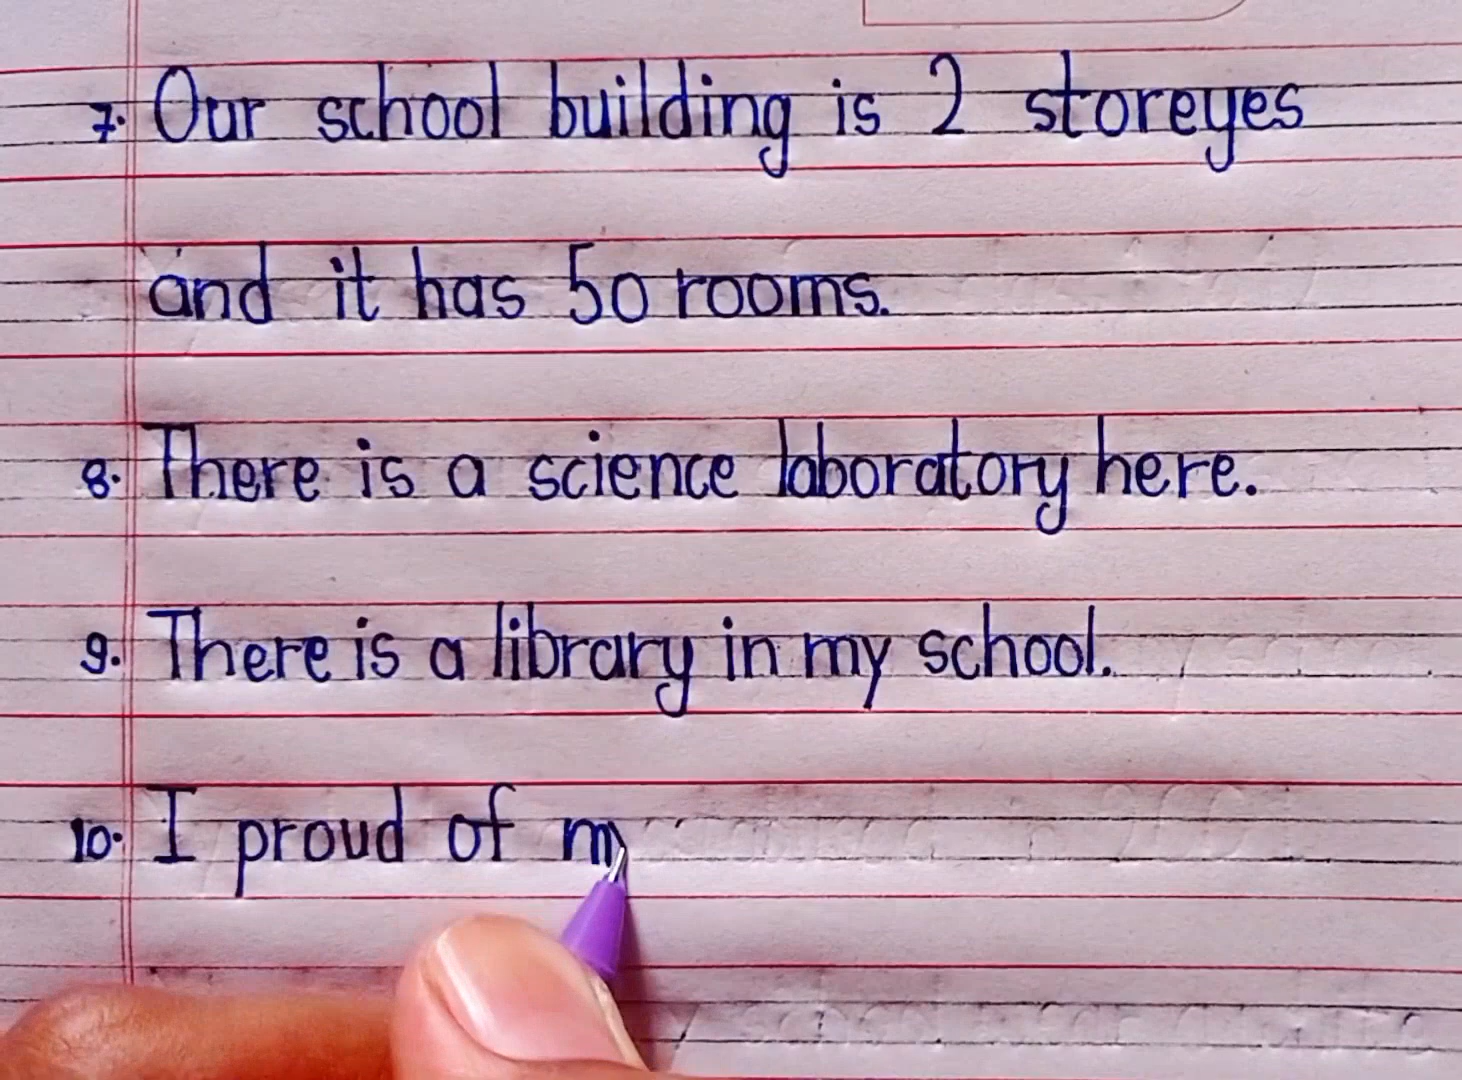 7. Our school building is 2 storeyes
and it has 50 rooms.
8. There is a science laboratory here.
9. There is a library in my school.
10. I proud of m